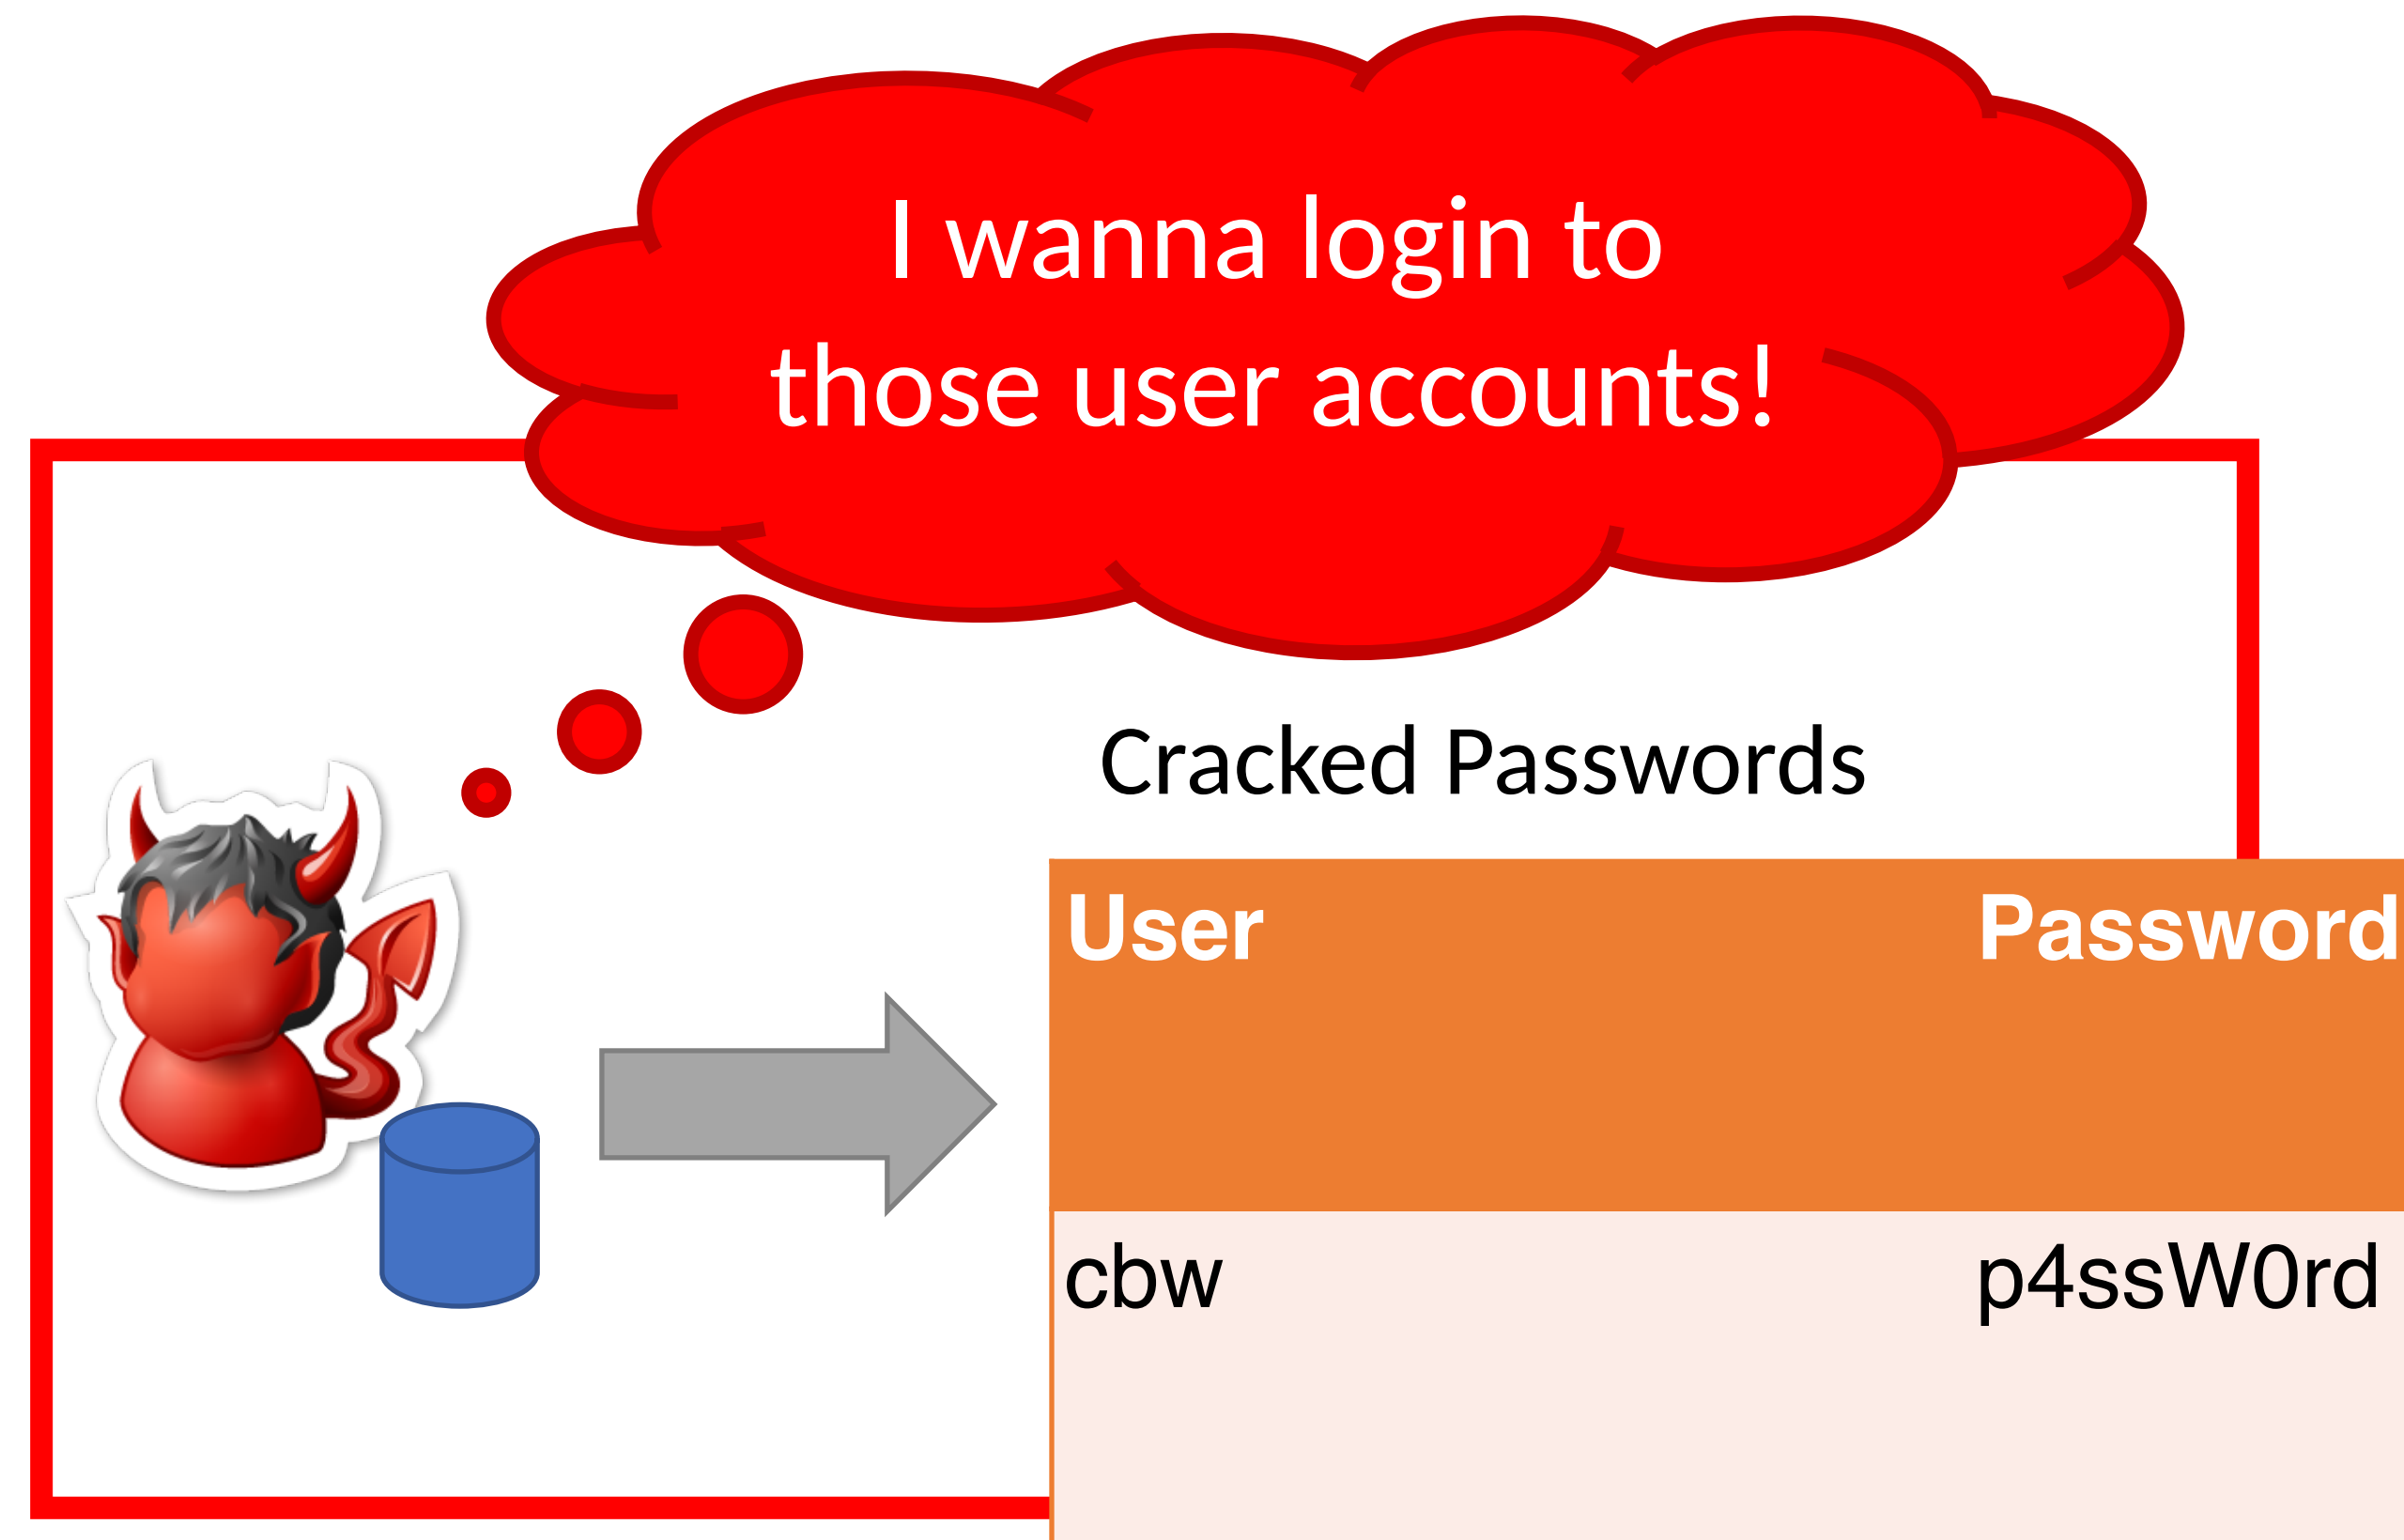 I wanna login to
those user accounts!
Cracked Passwords
User Password
cbw p4ssW0rd